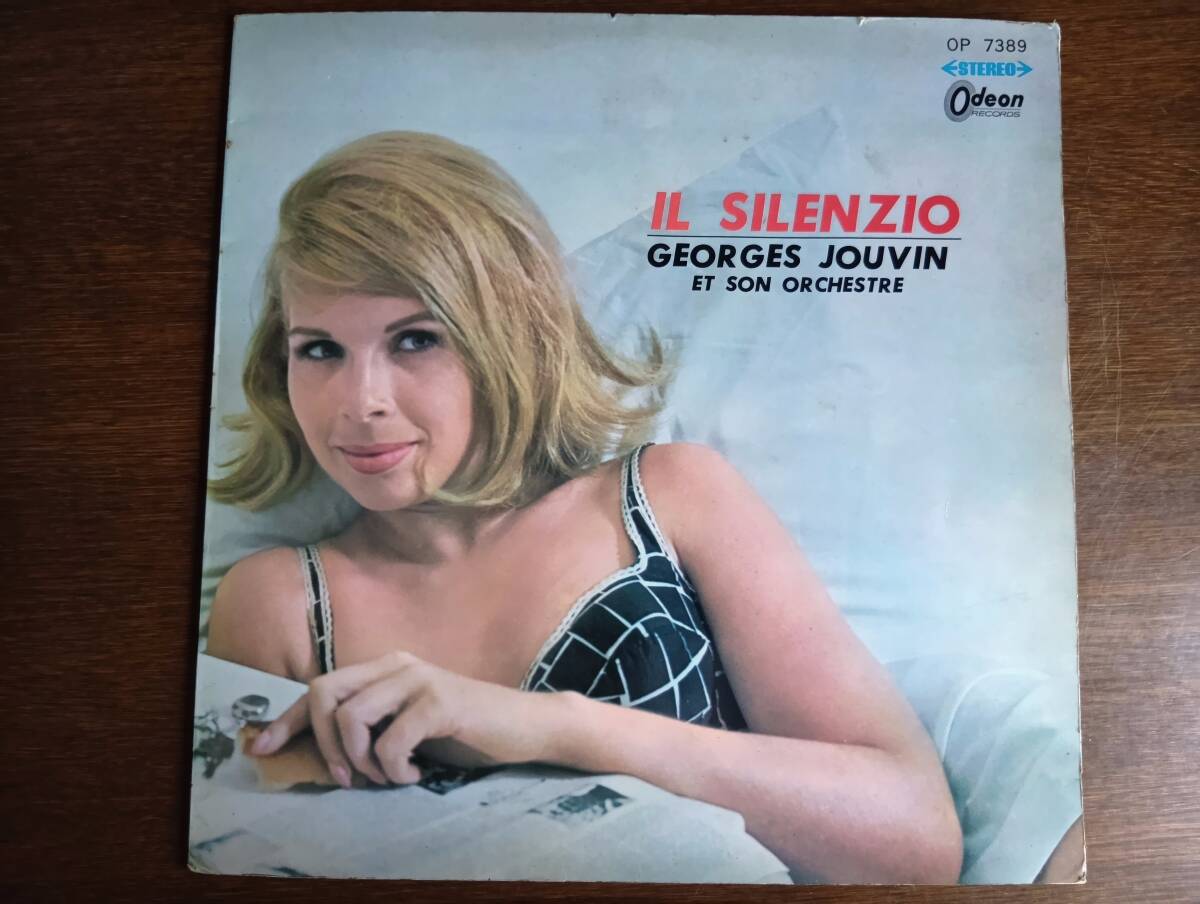 OP 7389
STEREO
Odeon
RECORDS
IL SILENZIO
GEORGES JOUVIN
ET SON ORCHESTRE